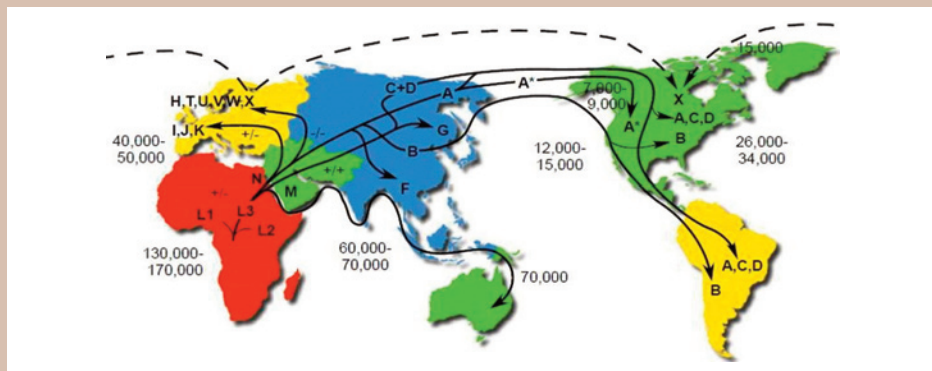 15,000
C+D
A
A*
7,000-
9,000
H,T,U,V,W,X
X
I,J,K
+/-
-/-
G
A,C,D
A*
B
B
40,000-
50,000
12,000-
15,000
26,000-
34,000
N
+/+
M
F
+/-
L3
L1
L2
60,000-
70,000
130,000-
170,000
70,000
A,C,D
B